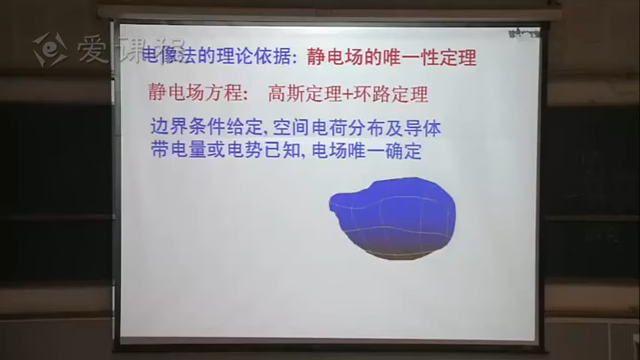 爱课程
电像法的理论依据: 静电场的唯一性定理
静电场方程: 高斯定理+环路定理
边界条件给定, 空间电荷分布及导体
带电量或电势已知, 电场唯一确定